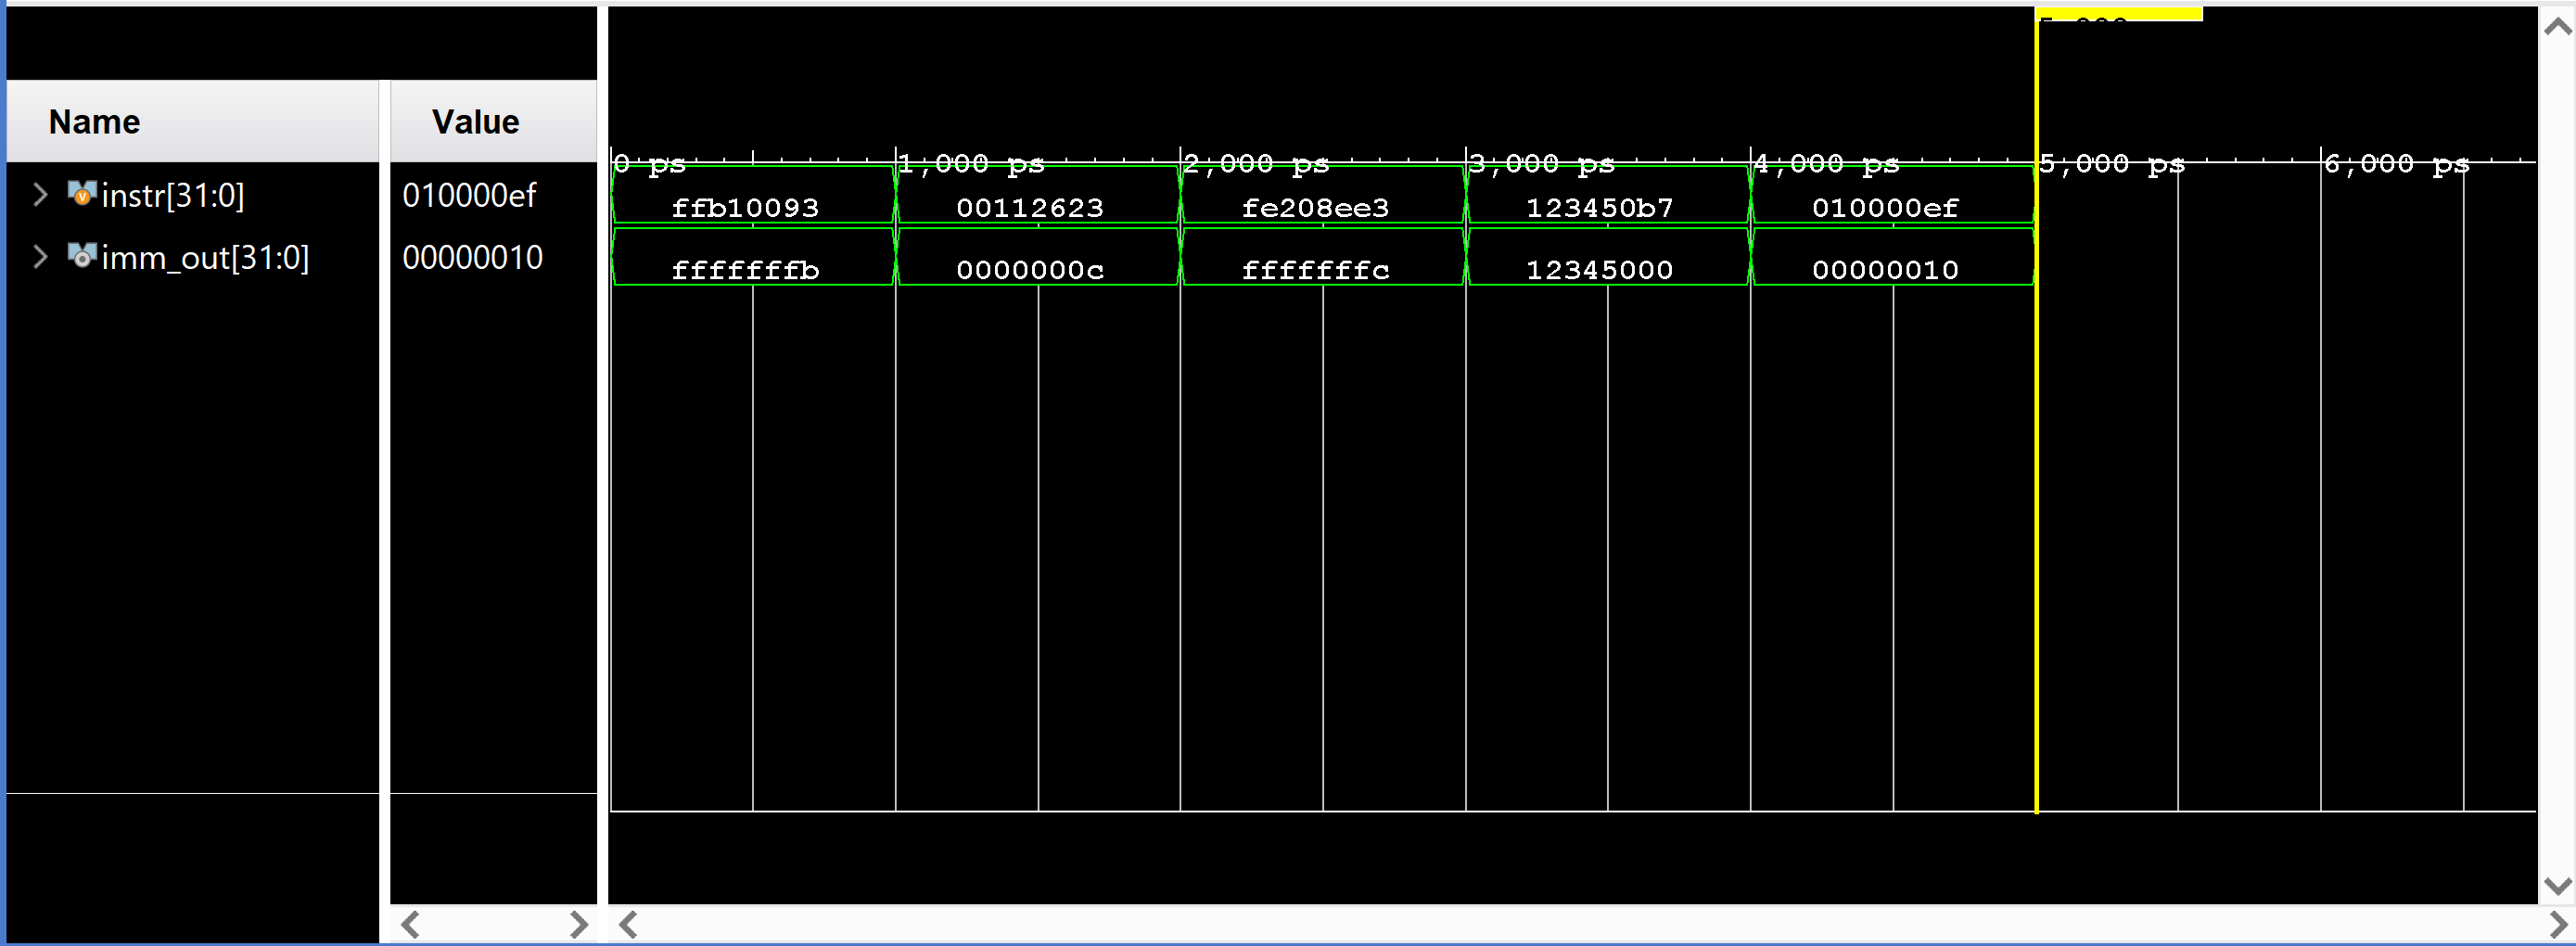 Name Value
0 ps 1,000 ps 2,000 ps 3,000 ps 4,000 ps 5,000 ps 6,000 ps
instr[31:0] 010000ef ffb10093 00112623 fe208ee3 123450b7 010000ef
imm_out[31:0] 00000010 fffffffb 0000000c fffffffc 12345000 00000010